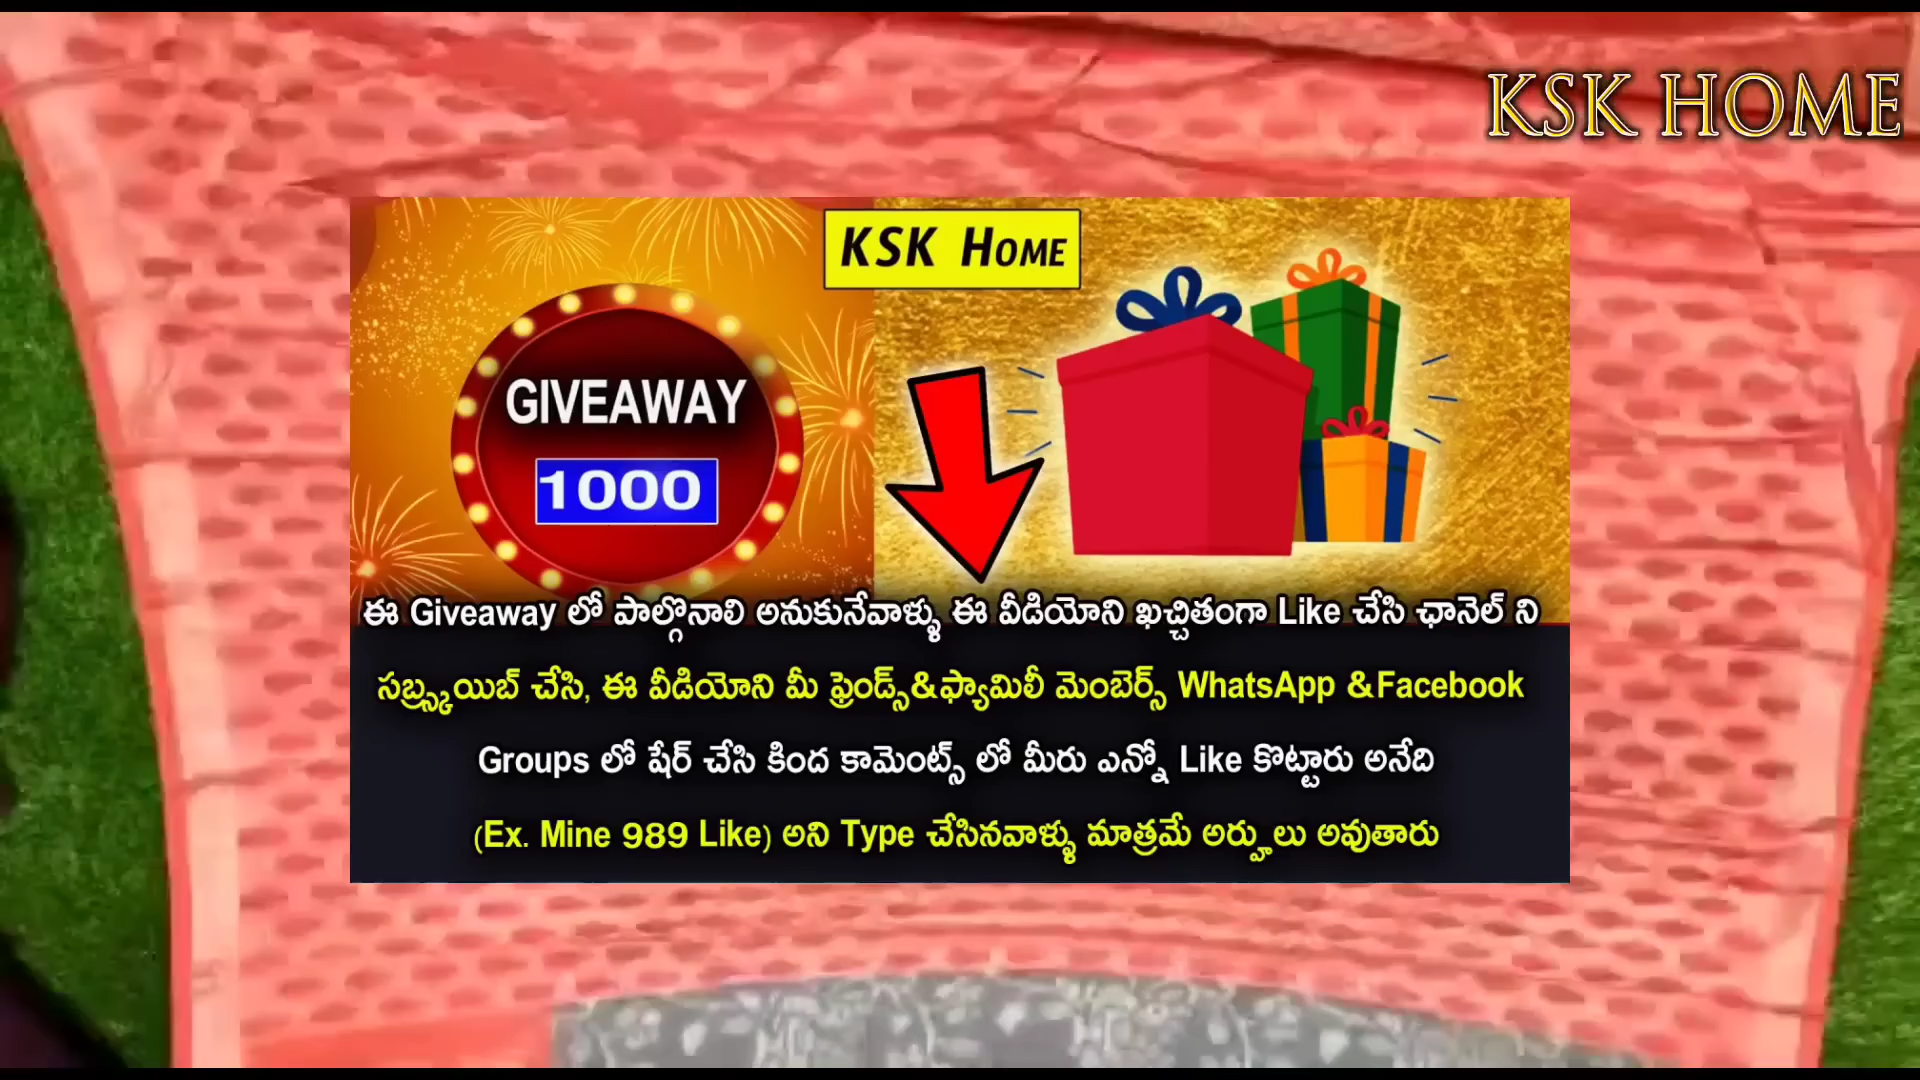 KSK HOME
KSK HOME
GIVEAWAY
1000
ఈ Giveaway లో పాల్గొనాలి అనుకునేవాళ్ళు ఈ వీడియోని ఖచ్చితంగా Like చేసి ఛానెల్ ని
సబ్స్క్రయిబ్ చేసి, ఈ వీడియోని మీ ఫ్రెండ్స్&ఫ్యామిలీ మెంబెర్స్ WhatsApp &Facebook
Groups లో షేర్ చేసి కింద కామెంట్స్ లో మీరు ఎన్నో Like కొట్టారు అనేది
(Ex. Mine 989 Like) అని Type చేసినవాళ్ళు మాత్రమే అర్హులు అవుతారు